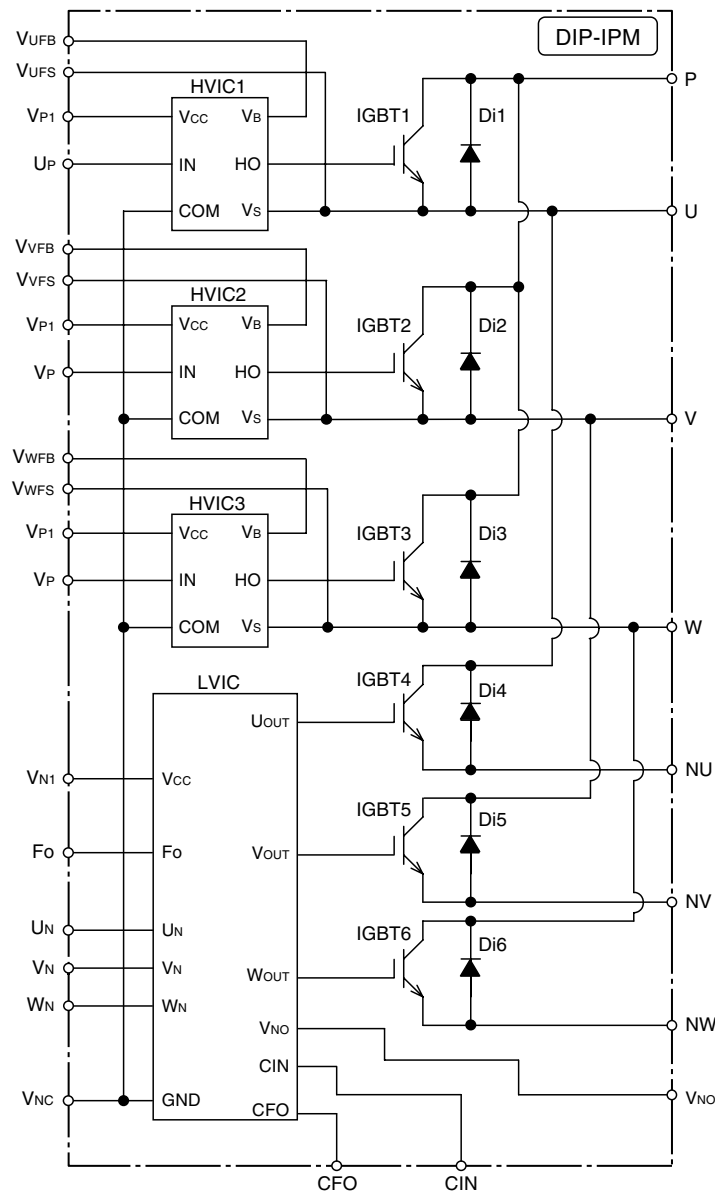 DIP-IPM
VUFB
VUFS
HVIC1
P
VP1
VCC VB
IGBT1
Di1
UP
IN HO
COM VS
U
VVFB
VVFS
HVIC2
VP1
VCC VB
IGBT2
Di2
VP
IN HO
COM VS
V
VWFB
VWFS
HVIC3
VP1
VCC VB
IGBT3
Di3
VP
IN HO
COM VS
W
LVIC
IGBT4
Di4
UOUT
VN1
VCC
NU
IGBT5
Di5
Fo
Fo
VOUT
NV
UN
UN
IGBT6
Di6
VN
VN
WOUT
WN
WN
VNO
NW
CIN
VNC
GND
CFO
VNO
CFO
CIN